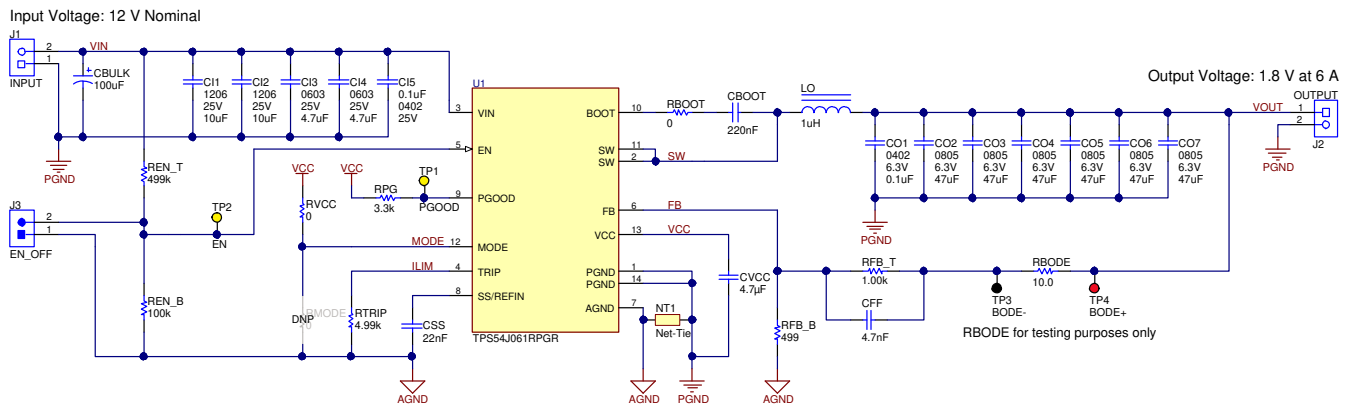 Input Voltage: 12 V Nominal
J1
2
1
INPUT
VIN
+
CBULK
100uF
CI1
1206
25V
10uF
CI2
1206
25V
10uF
CI3
0603
25V
4.7uF
CI4
0603
25V
4.7uF
CI5
0.1uF
0402
25V
PGND
REN_T
499k
J3
2
1
EN_OFF
TP2
EN
REN_B
100k
VCC
RVCC
0
VCC
RPG
3.3k
TP1
PGOOD
MODE
ILIM
DNP
RMODE
0
RTRIP
4.99k
CSS
22nF
AGND
U1
3
VIN
5
EN
9
PGOOD
12
MODE
4
TRIP
8
SS/REFIN
BOOT
10
SW
11
SW
2
FB
6
VCC
13
PGND
1
PGND
14
AGND
7
TPS54J061RPGR
RBOOT
0
CBOOT
220nF
SW
FB
VCC
CVCC
4.7µF
NT1
Net-Tie
AGND
PGND
LO
1uH
CO1
0402
6.3V
0.1uF
CO2
0805
6.3V
47uF
CO3
0805
6.3V
47uF
CO4
0805
6.3V
47uF
CO5
0805
6.3V
47uF
CO6
0805
6.3V
47uF
CO7
0805
6.3V
47uF
PGND
Output Voltage: 1.8 V at 6 A
OUTPUT
VOUT
1
2
J2
PGND
RFB_T
1.00k
CFF
4.7nF
RFB_B
499
AGND
RBODE
10.0
TP3
BODE-
TP4
BODE+
RBODE for testing purposes only